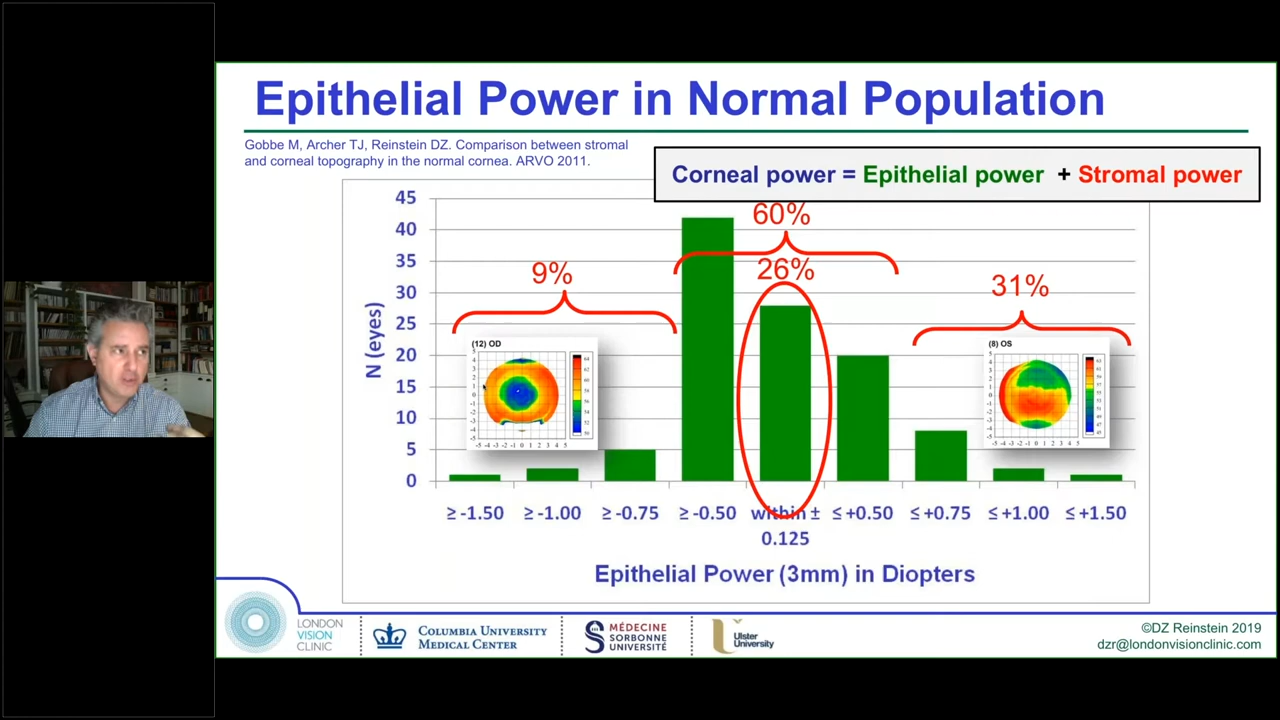 Epithelial Power in Normal Population
Gobbe M, Archer TJ, Reinstein DZ. Comparison between stromal
and corneal topography in the normal cornea. ARVO 2011.
Corneal power = Epithelial power + Stromal power
45
40
35
30
25
20
15
10
5
0
N (eyes)
60%
26%
9%
31%
(12) OD
(8) OS
≥ -1.50
≥ -1.00
≥ -0.75
≥ -0.50
within ±
0.125
≤ +0.50
≤ +0.75
≤ +1.00
≤ +1.50
Epithelial Power (3mm) in Diopters
LONDON
VISION
CLINIC
COLUMBIA UNIVERSITY
MEDICAL CENTER
MÉDECINE
SORBONNE
UNIVERSITÉ
Ulster
University
©DZ Reinstein 2019
dzr@londonvisionclinic.com